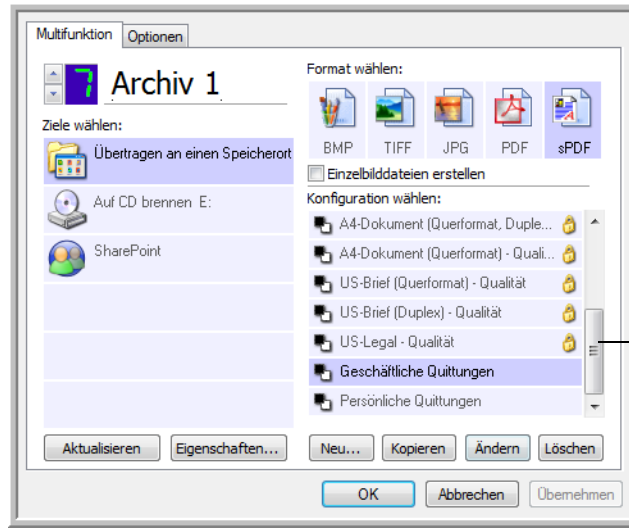 Multifunktion Optionen
7 Archiv 1
Ziele wählen:
Übertragen an einen Speicherort
Auf CD brennen E:
SharePoint
Aktualisieren Eigenschaften...
Format wählen:
BMP TIFF JPG PDF sPDF
Einzelbilddateien erstellen
Konfiguration wählen:
A4-Dokument (Querformat, Duple...
A4-Dokument (Querformat) - Quali...
US-Brief (Querformat) - Qualität
US-Brief (Duplex) - Qualität
US-Legal - Qualität
Geschäftliche Quittungen
Persönliche Quittungen
Neu... Kopieren Ändern Löschen
OK Abbrechen Übernehmen